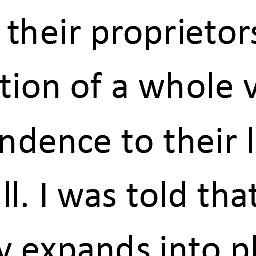 their proprietors
tion of a whole v
ndence to their l
ll. I was told that
y expands into pl